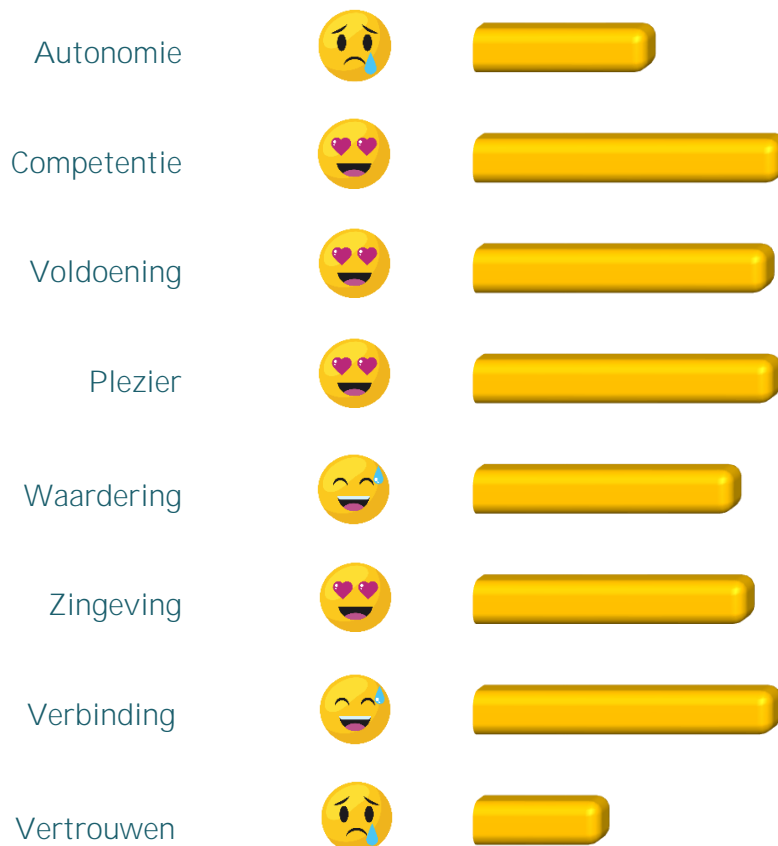 Autonomie
Competentie
Voldoening
Plezier
Waardering
Zingeving
Verbinding
Vertrouwen